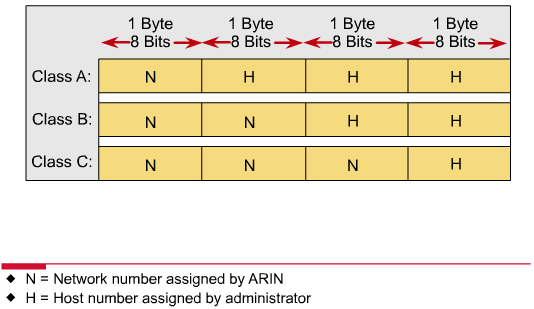 1 Byte 1 Byte 1 Byte 1 Byte
8 Bits 8 Bits 8 Bits 8 Bits
Class A: N H H H
Class B: N N H H
Class C: N N N H
◆ N = Network number assigned by ARIN
◆ H = Host number assigned by administrator